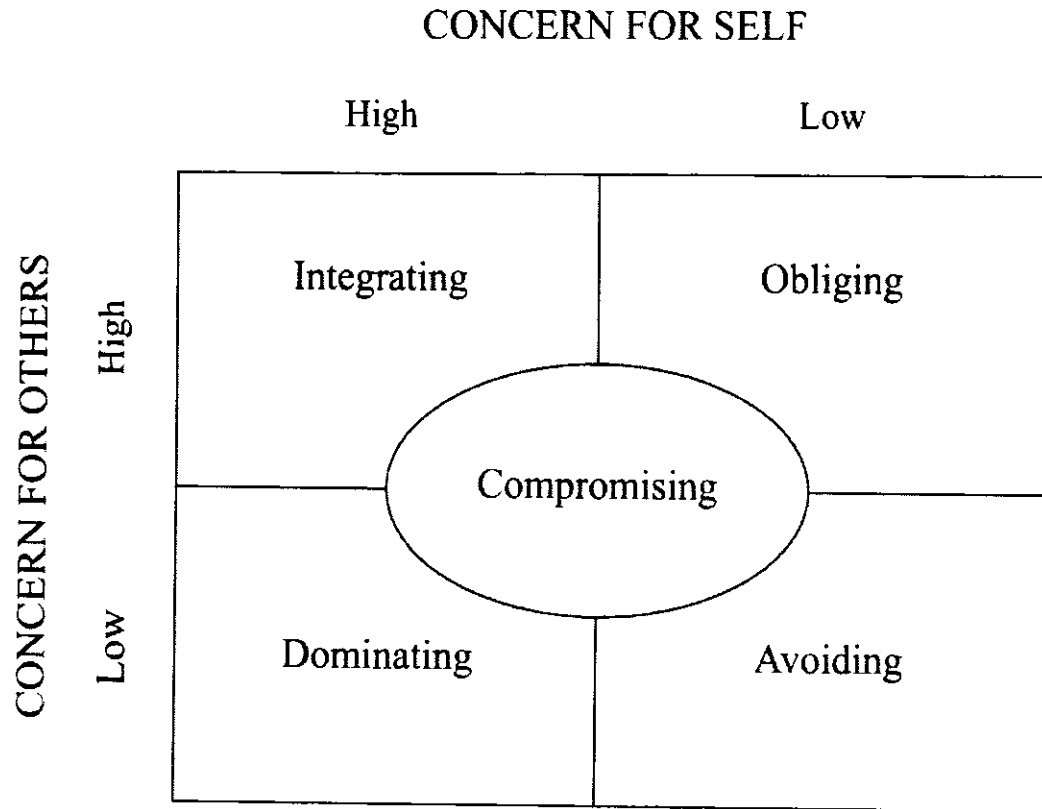 CONCERN FOR SELF
High Low
CONCERN FOR OTHERS
High
Integrating Obliging
Compromising
Low
Dominating Avoiding